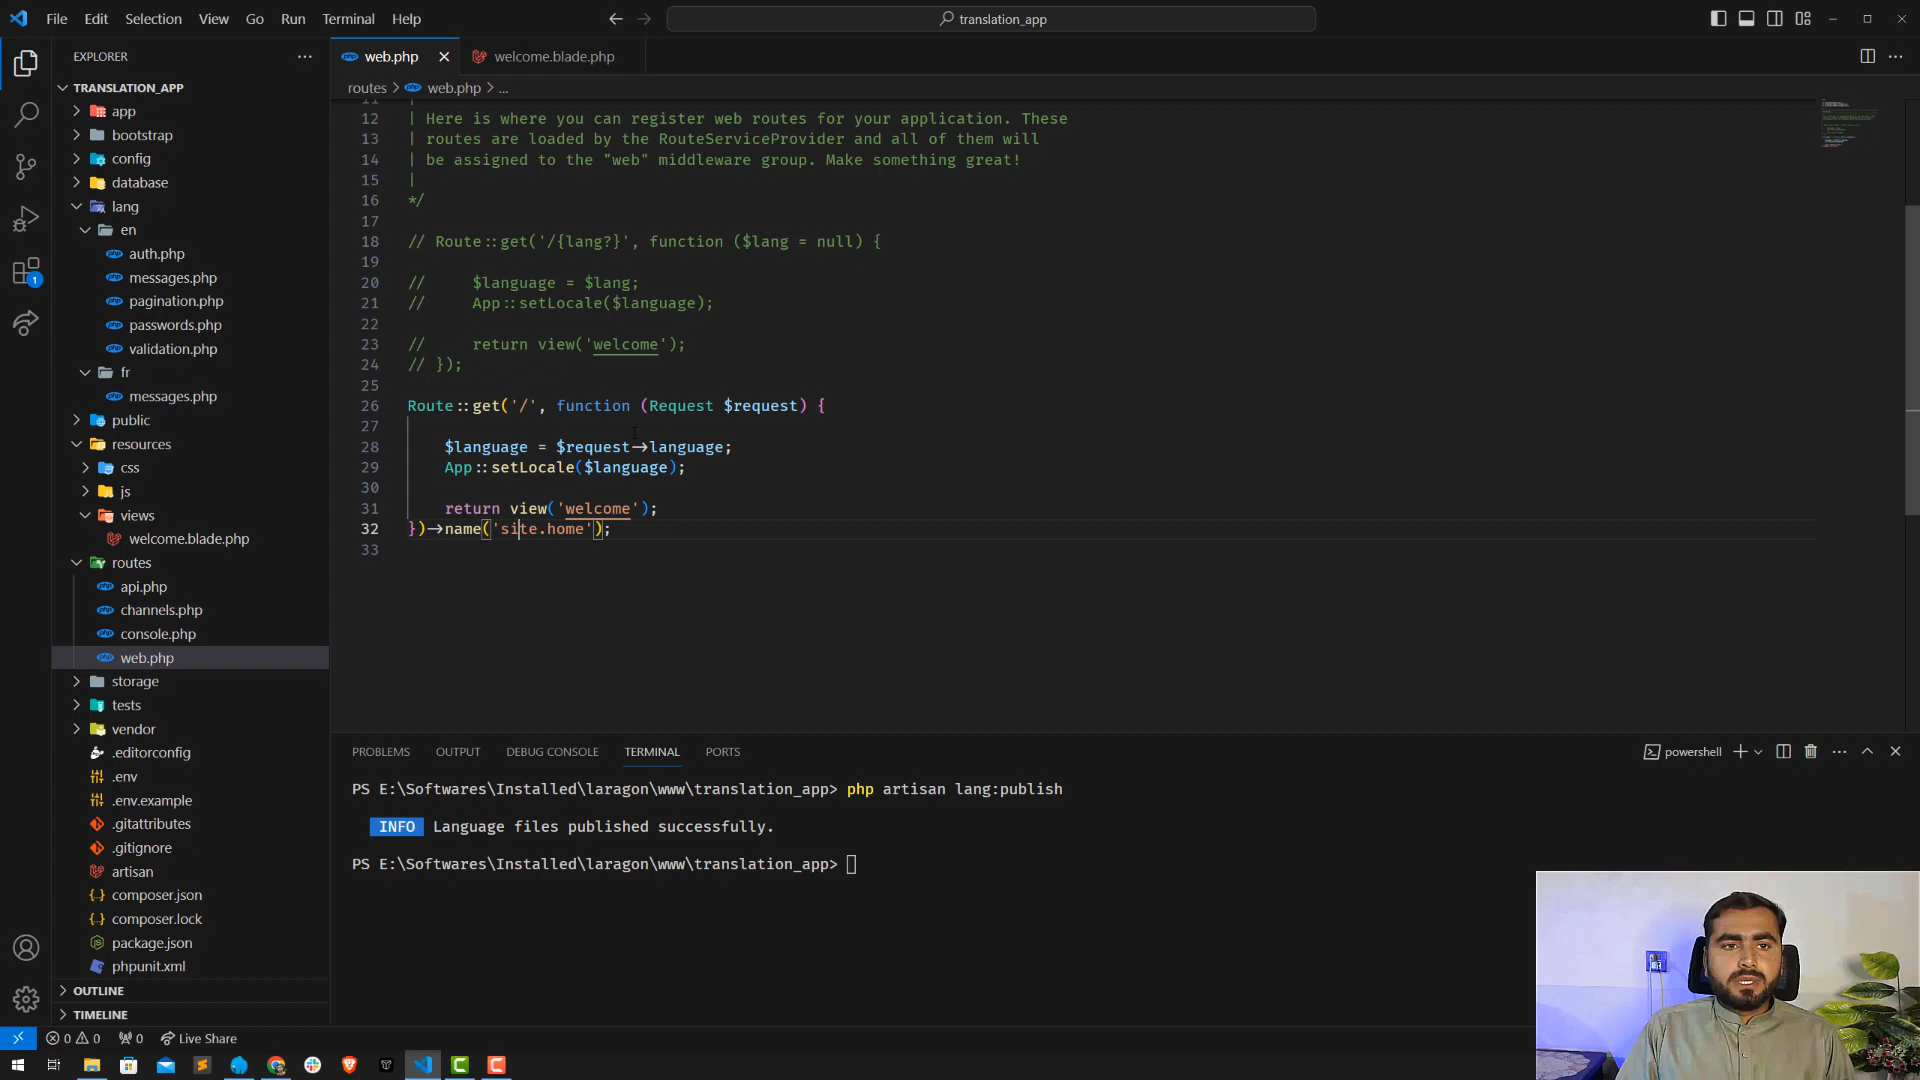 File Edit Selection View Go Run Terminal Help
translation_app
EXPLORER
TRANSLATION_APP
app
bootstrap
config
database
lang
en
auth.php
messages.php
pagination.php
passwords.php
validation.php
fr
messages.php
public
resources
css
js
views
welcome.blade.php
routes
api.php
channels.php
console.php
web.php
storage
tests
vendor
.editorconfig
.env
.env.example
.gitattributes
.gitignore
artisan
composer.json
composer.lock
package.json
phpunit.xml
OUTLINE
TIMELINE
1
web.php welcome.blade.php
routes > web.php > ...
11 |
12 | Here is where you can register web routes for your application. These
13 | routes are loaded by the RouteServiceProvider and all of them will
14 | be assigned to the "web" middleware group. Make something great!
15 |
16 */
17
18 // Route::get('/{lang?}', function ($lang = null) {
19
20 // $language = $lang;
21 // App::setLocale($language);
22
23 // return view('welcome');
24 // });
25
26 Route::get('/', function (Request $request) {
27
28 $language = $request->language;
29 App::setLocale($language);
30
31 return view('welcome');
32 })->name('site.home');
33
PROBLEMS OUTPUT DEBUG CONSOLE TERMINAL PORTS
powershell
PS E:\Softwares\Installed\laragon\www\translation_app> php artisan lang:publish
INFO Language files published successfully.
PS E:\Softwares\Installed\laragon\www\translation_app>
0 0 0 Live Share